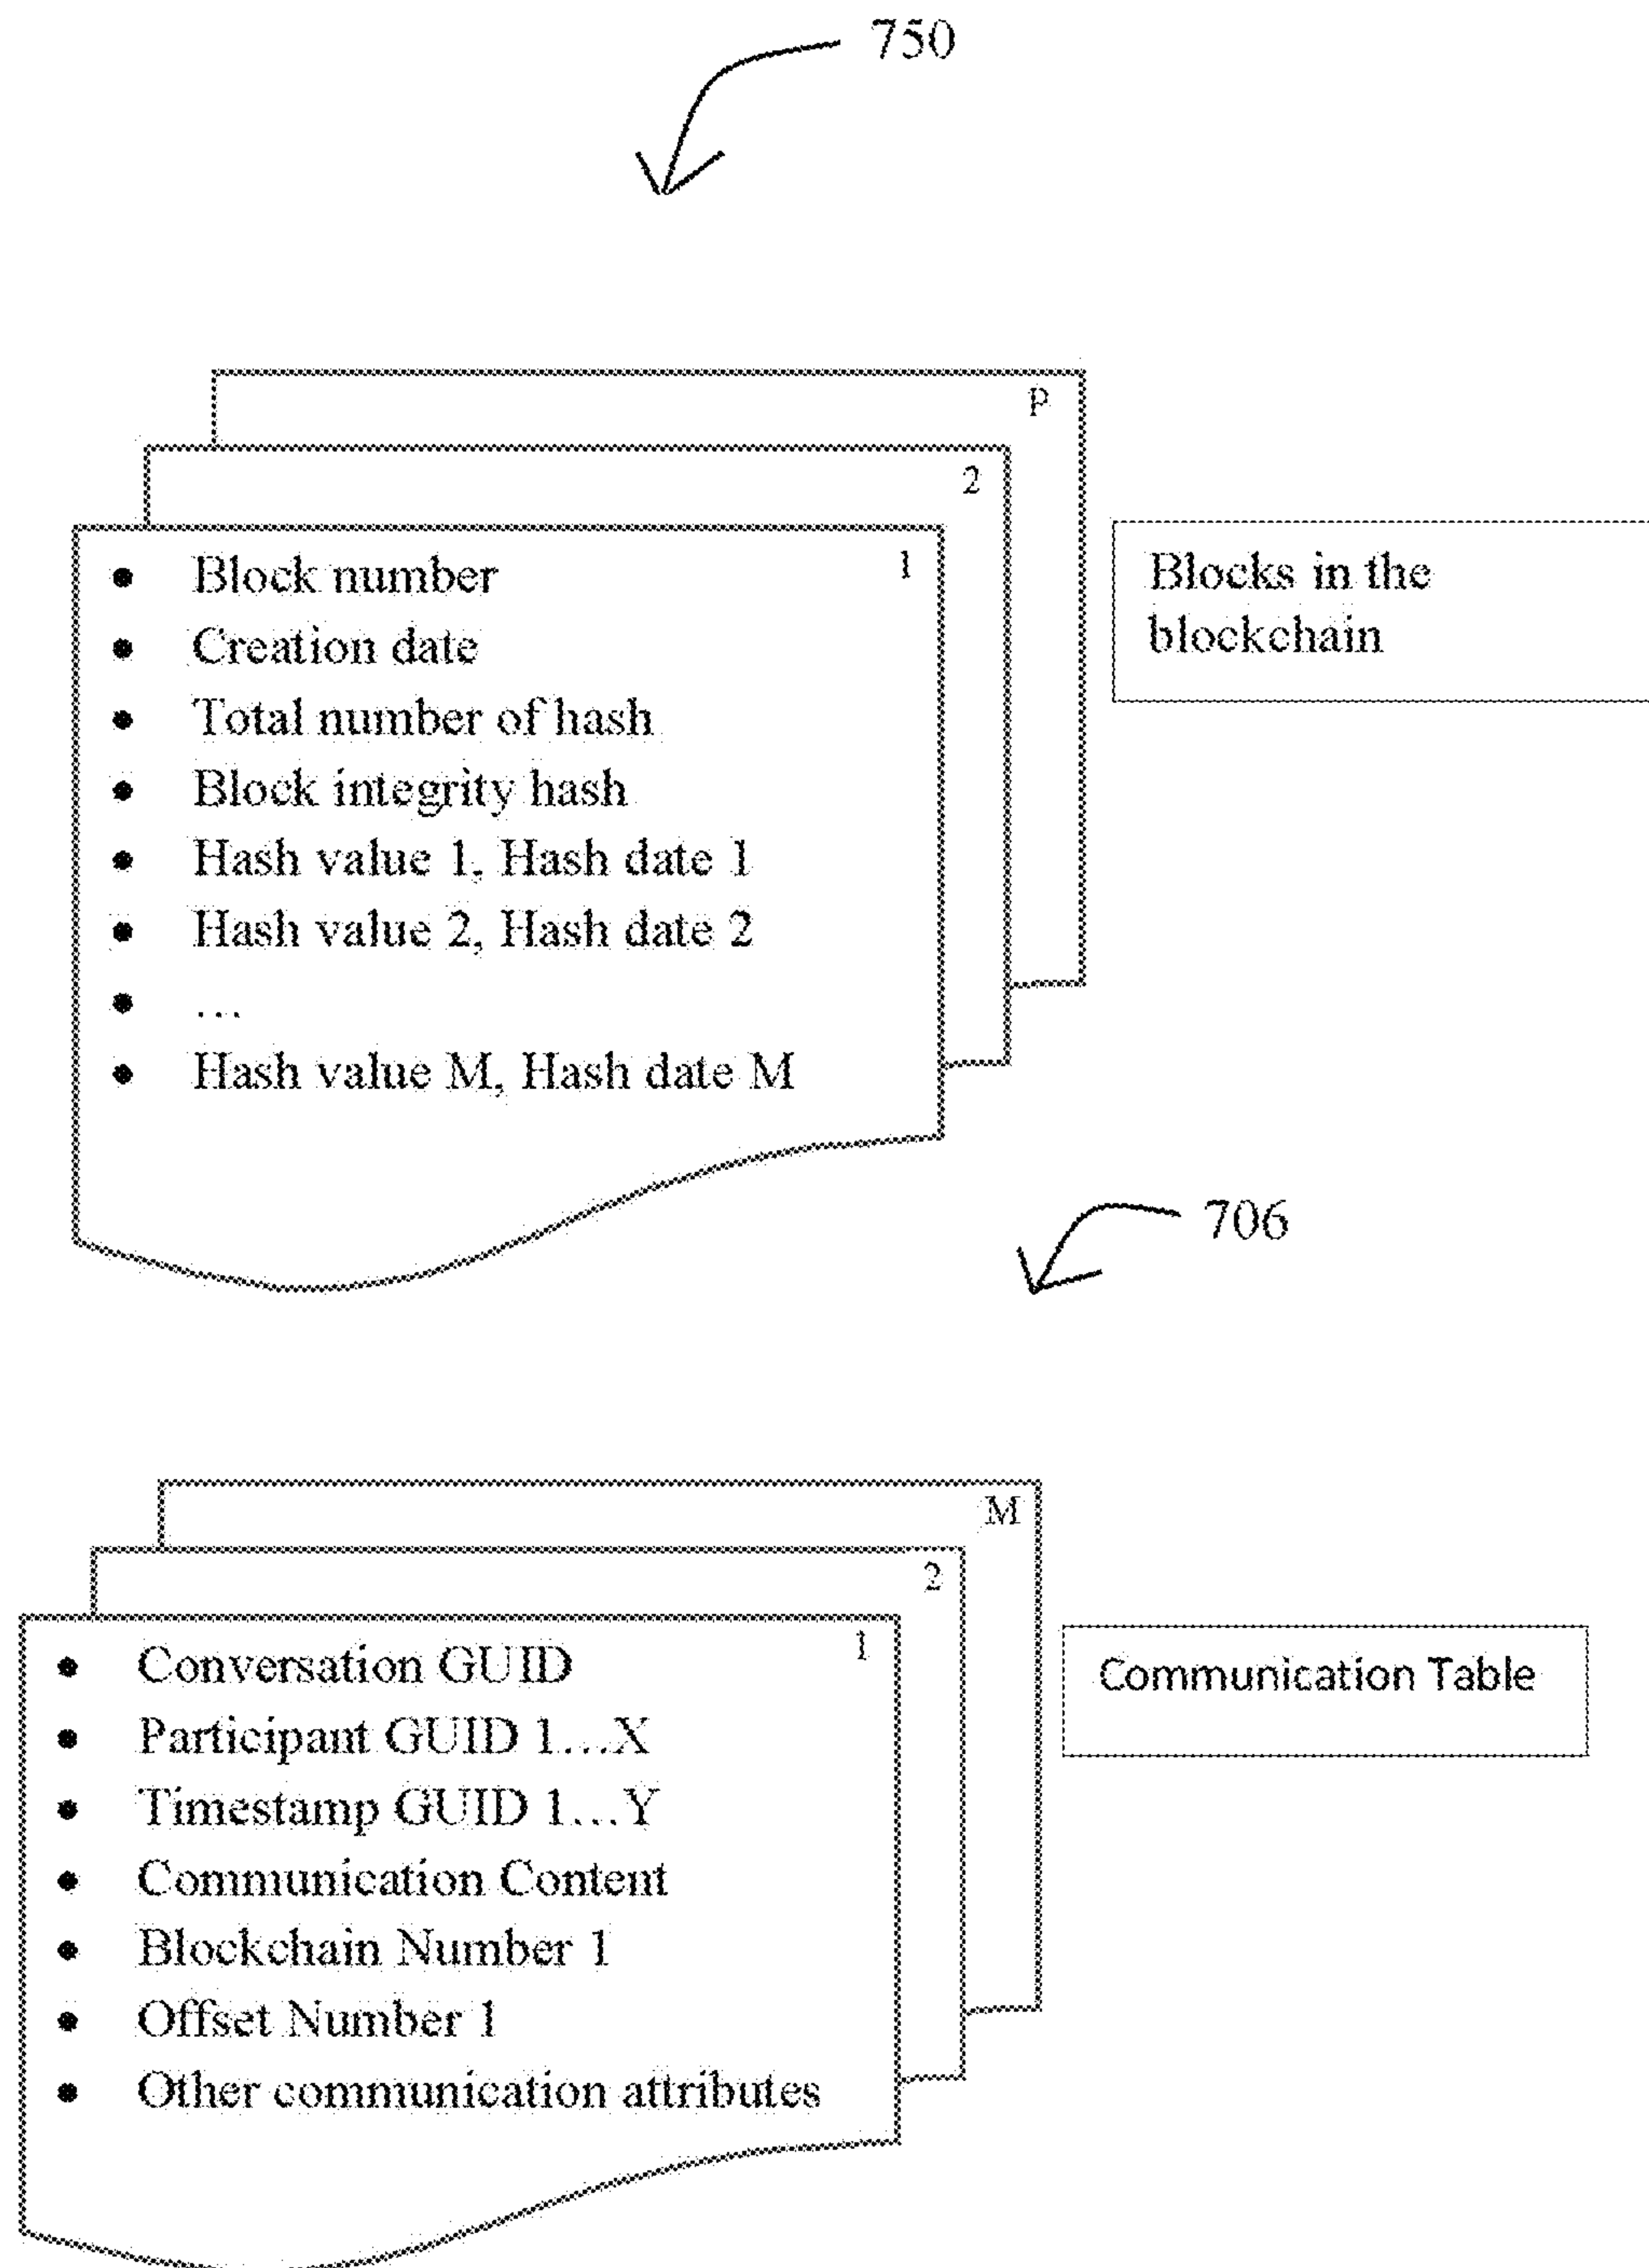 750
p
2
1
• Block number
• Creation date
• Total number of hash
• Block integrity hash
• Hash value 1, Hash date 1
• Hash value 2, Hash date 2
• ...
• Hash value M, Hash date M
Blocks in the
blockchain
706
M
2
1
• Conversation GUID
• Participant GUID 1...X
• Timestamp GUID 1...Y
• Communication Content
• Blockchain Number 1
• Offset Number 1
• Other communication attributes
Communication Table